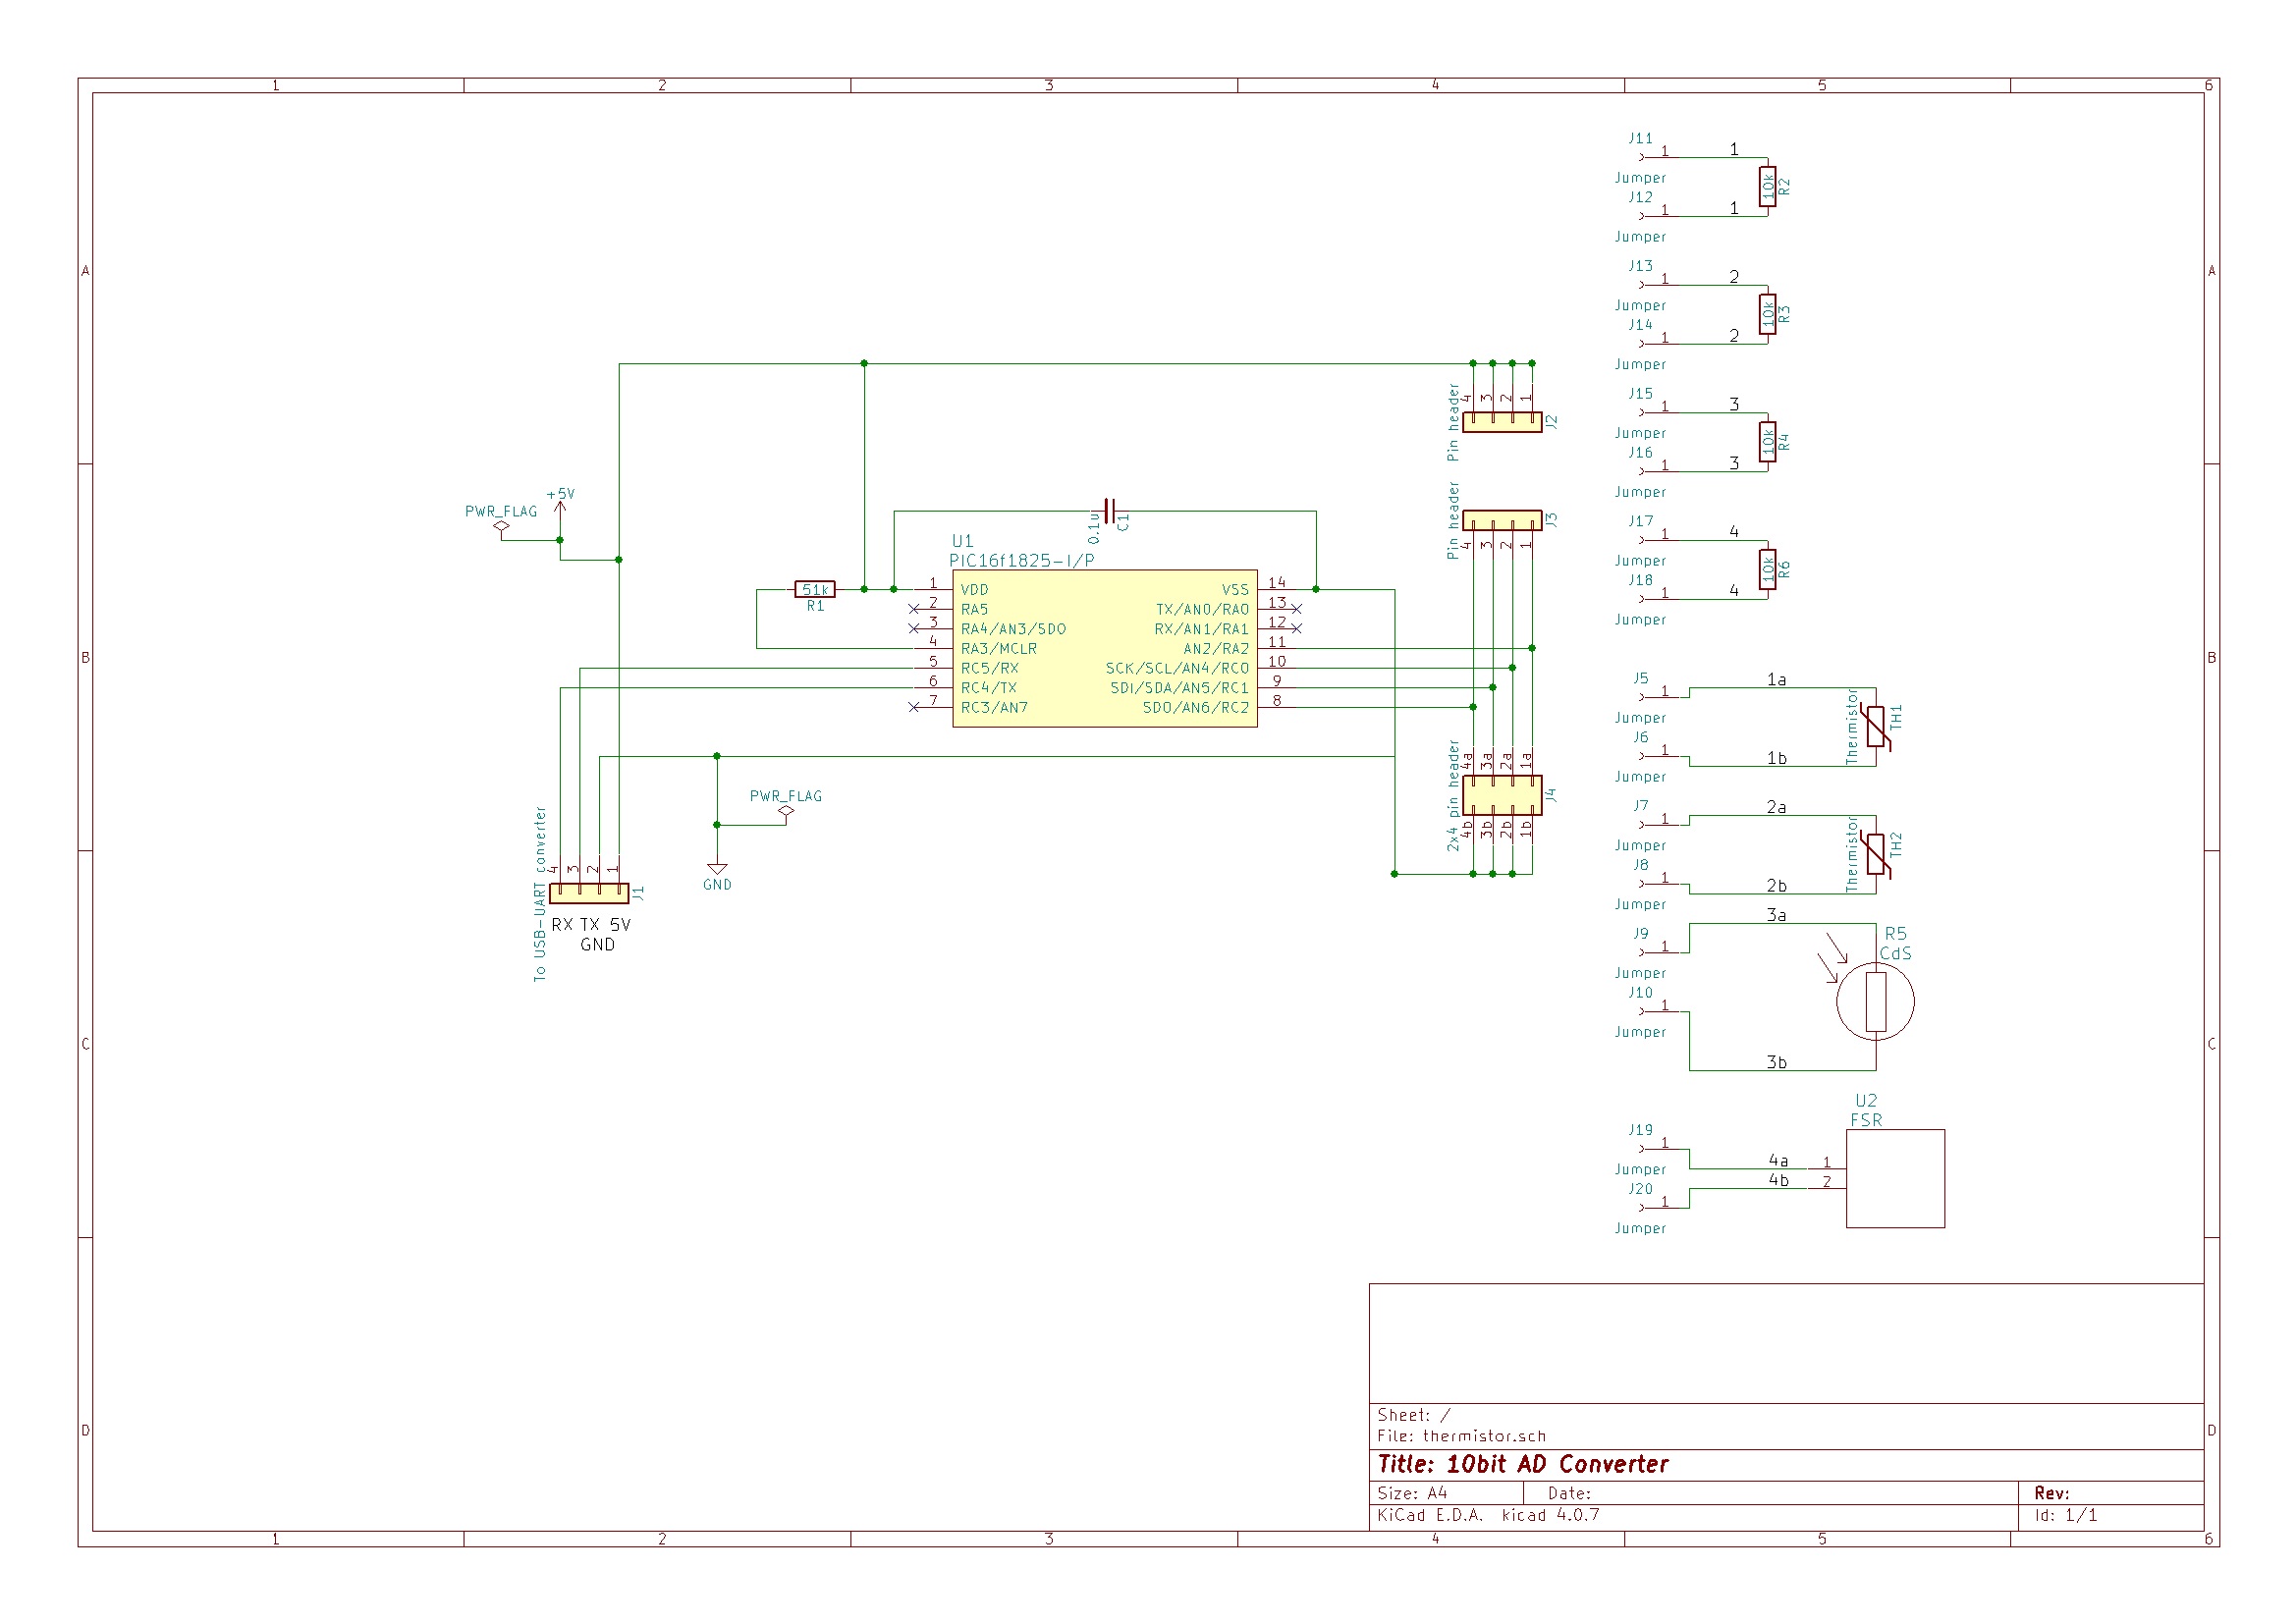 1 2 3 4 5 6
A
B
C
D
A
B
C
D
1 2 3 4 5 6
+5V
PWR_FLAG
51k
R1
0.1u
C1
U1
PIC16f1825-I/P
1 VDD
2 RA5
3 RA4/AN3/SDO
4 RA3/MCLR
5 RC5/RX
6 RC4/TX
7 RC3/AN7
VSS 14
TX/AN0/RA0 13
RX/AN1/RA1 12
AN2/RA2 11
SCK/SCL/AN4/RC0 10
SDI/SDA/AN5/RC1 9
SDO/AN6/RC2 8
PWR_FLAG
GND
To USB-UART converter
4 3 2 1
J1
RX TX 5V
GND
Pin header
4 3 2 1
J2
Pin header
4 3 2 1
J3
2x4 pin header
4a 3a 2a 1a
4b 3b 2b 1b
J4
J11
1 1
Jumper
10k
R2
J12
1 1
Jumper
J13
1 2
Jumper
10k
R3
J14
1 2
Jumper
J15
1 3
Jumper
10k
R4
J16
1 3
Jumper
J17
1 4
Jumper
10k
R6
J18
1 4
Jumper
J5
1 1a
Jumper
Thermistor
TH1
J6
1 1b
Jumper
J7
1 2a
Jumper
Thermistor
TH2
J8
1 2b
Jumper
3a
J9
1
Jumper
R5
CdS
J10
1
Jumper
3b
U2
FSR
J19
1
Jumper
4a 1
4b 2
J20
1
Jumper
Sheet: /
File: thermistor.sch
Title: 10bit AD Converter
Size: A4 Date: Rev:
KiCad E.D.A. kicad 4.0.7 Id: 1/1